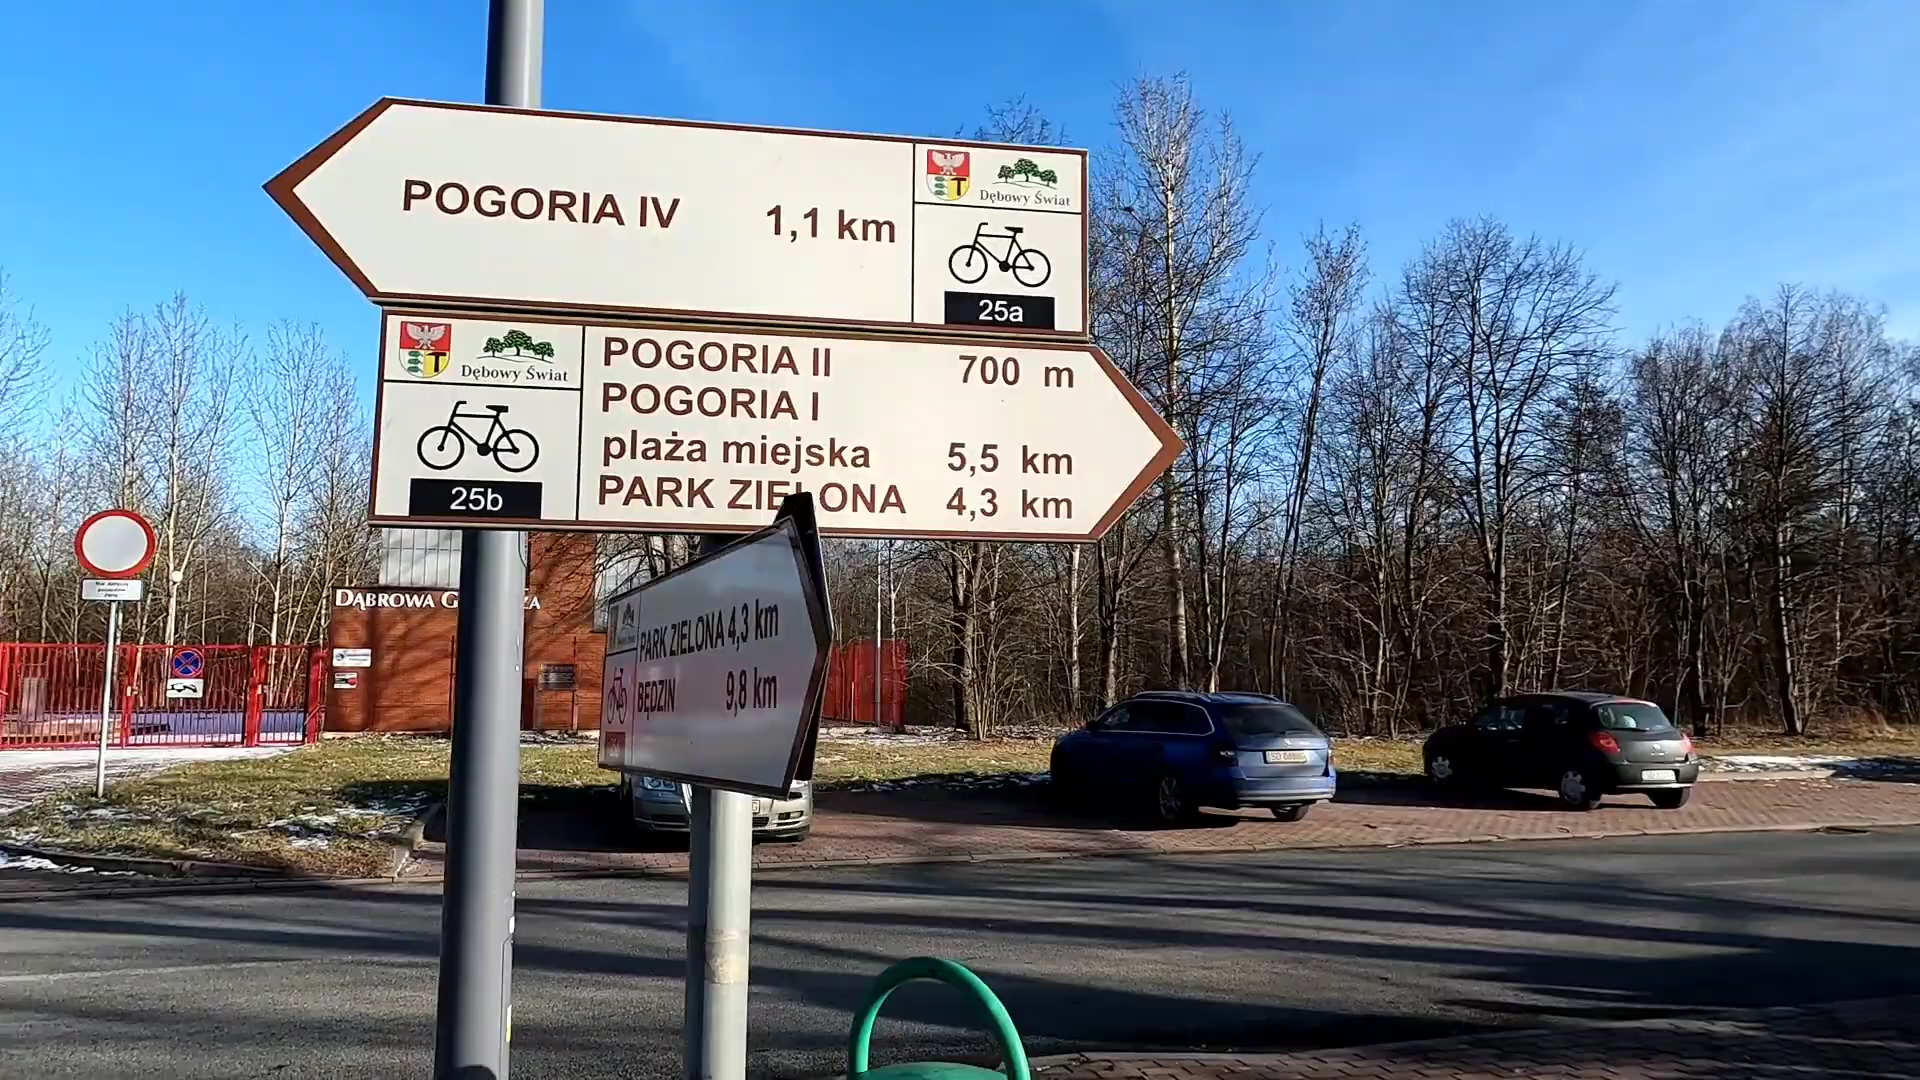 POGORIA IV 1,1 km
Dębowy Świat
25a
Dębowy Świat
25b
POGORIA II 700 m
POGORIA I
plaża miejska 5,5 km
PARK ZIELONA 4,3 km
PARK ZIELONA 4,3 km
BĘDZIN 9,8 km
DĄBROWA